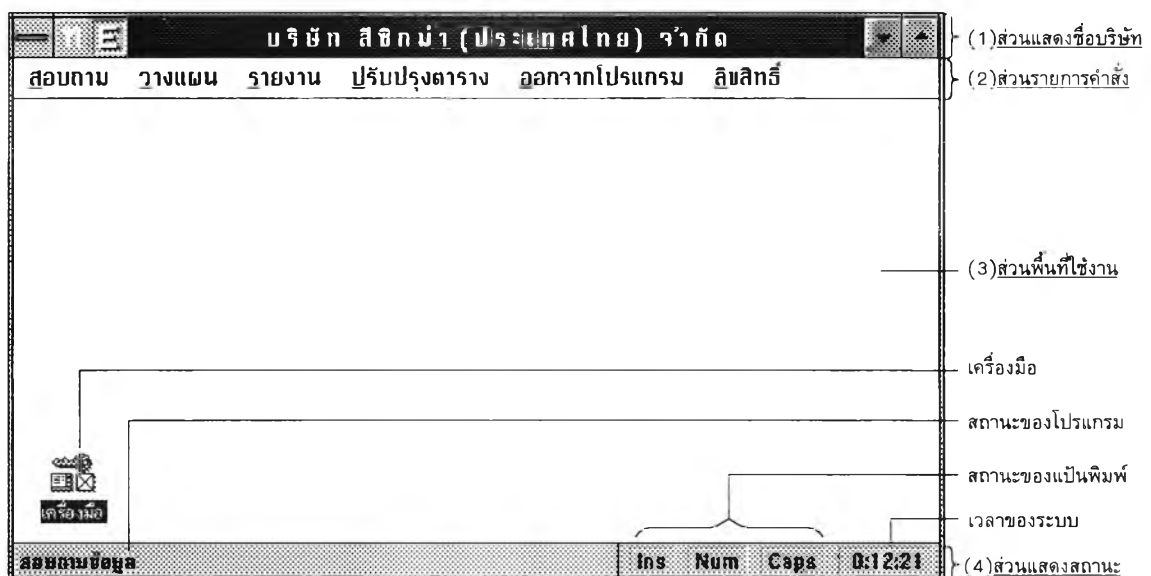 ท E บริษัท สีซิกม่า (ประเทศไทย) จำกัด
(1)ส่วนแสดงชื่อบริษัท
สอบถาม วางแผน รายงาน ปรับปรุงตาราง ออกจากโปรแกรม ลิขสิทธิ์
(2)ส่วนรายการคำสั่ง
(3)ส่วนพื้นที่ใช้งาน
เครื่องมือ
สถานะของโปรแกรม
สถานะของแป้นพิมพ์
เครื่องมือ
เวลาของระบบ
สอบถามข้อมูล Ins Num Caps 0:12:21
(4)ส่วนแสดงสถานะ